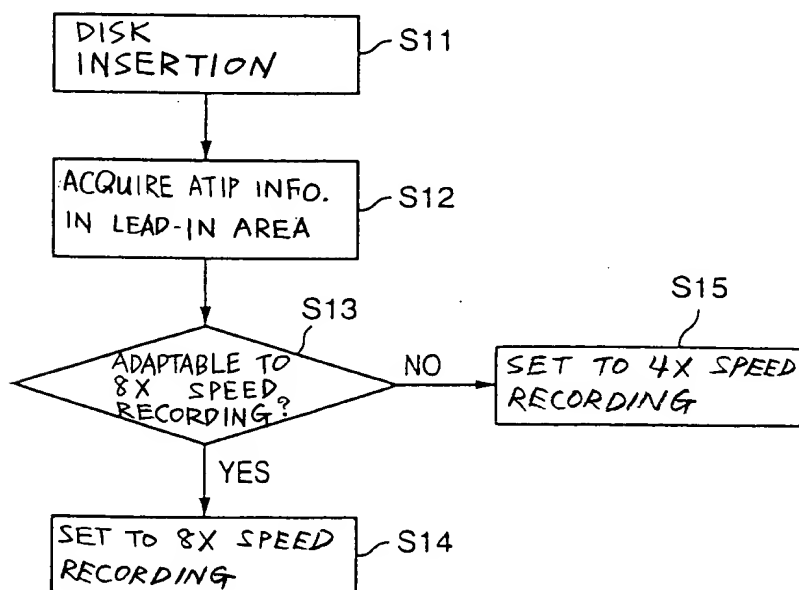 DISK
INSERTION
S11
ACQUIRE ATIP INFO.
IN LEAD-IN AREA
S12
S13
ADAPTABLE TO
8X SPEED
RECORDING?
NO
S15
SET TO 4X SPEED
RECORDING
YES
SET TO 8X SPEED
RECORDING
S14